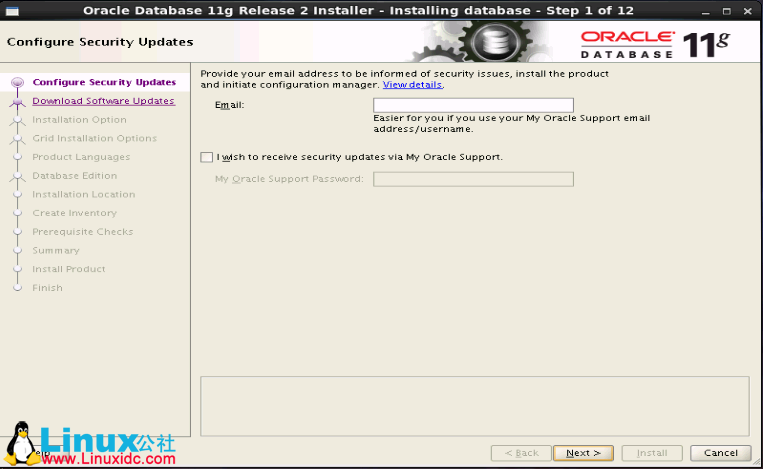 Oracle Database 11g Release 2 Installer - Installing database - Step 1 of 12
Configure Security Updates
ORACLE
DATABASE
11g
Configure Security Updates
Download Software Updates
Installation Option
Grid Installation Options
Product Languages
Database Edition
Installation Location
Create Inventory
Prerequisite Checks
Summary
Install Product
Finish
Provide your email address to be informed of security issues, install the product
and initiate configuration manager. View details.
Email:
Easier for you if you use your My Oracle Support email
address/username.
I wish to receive security updates via My Oracle Support.
My Oracle Support Password:
Linux公社
www.Linuxidc.com
< Back
Next >
Install
Cancel